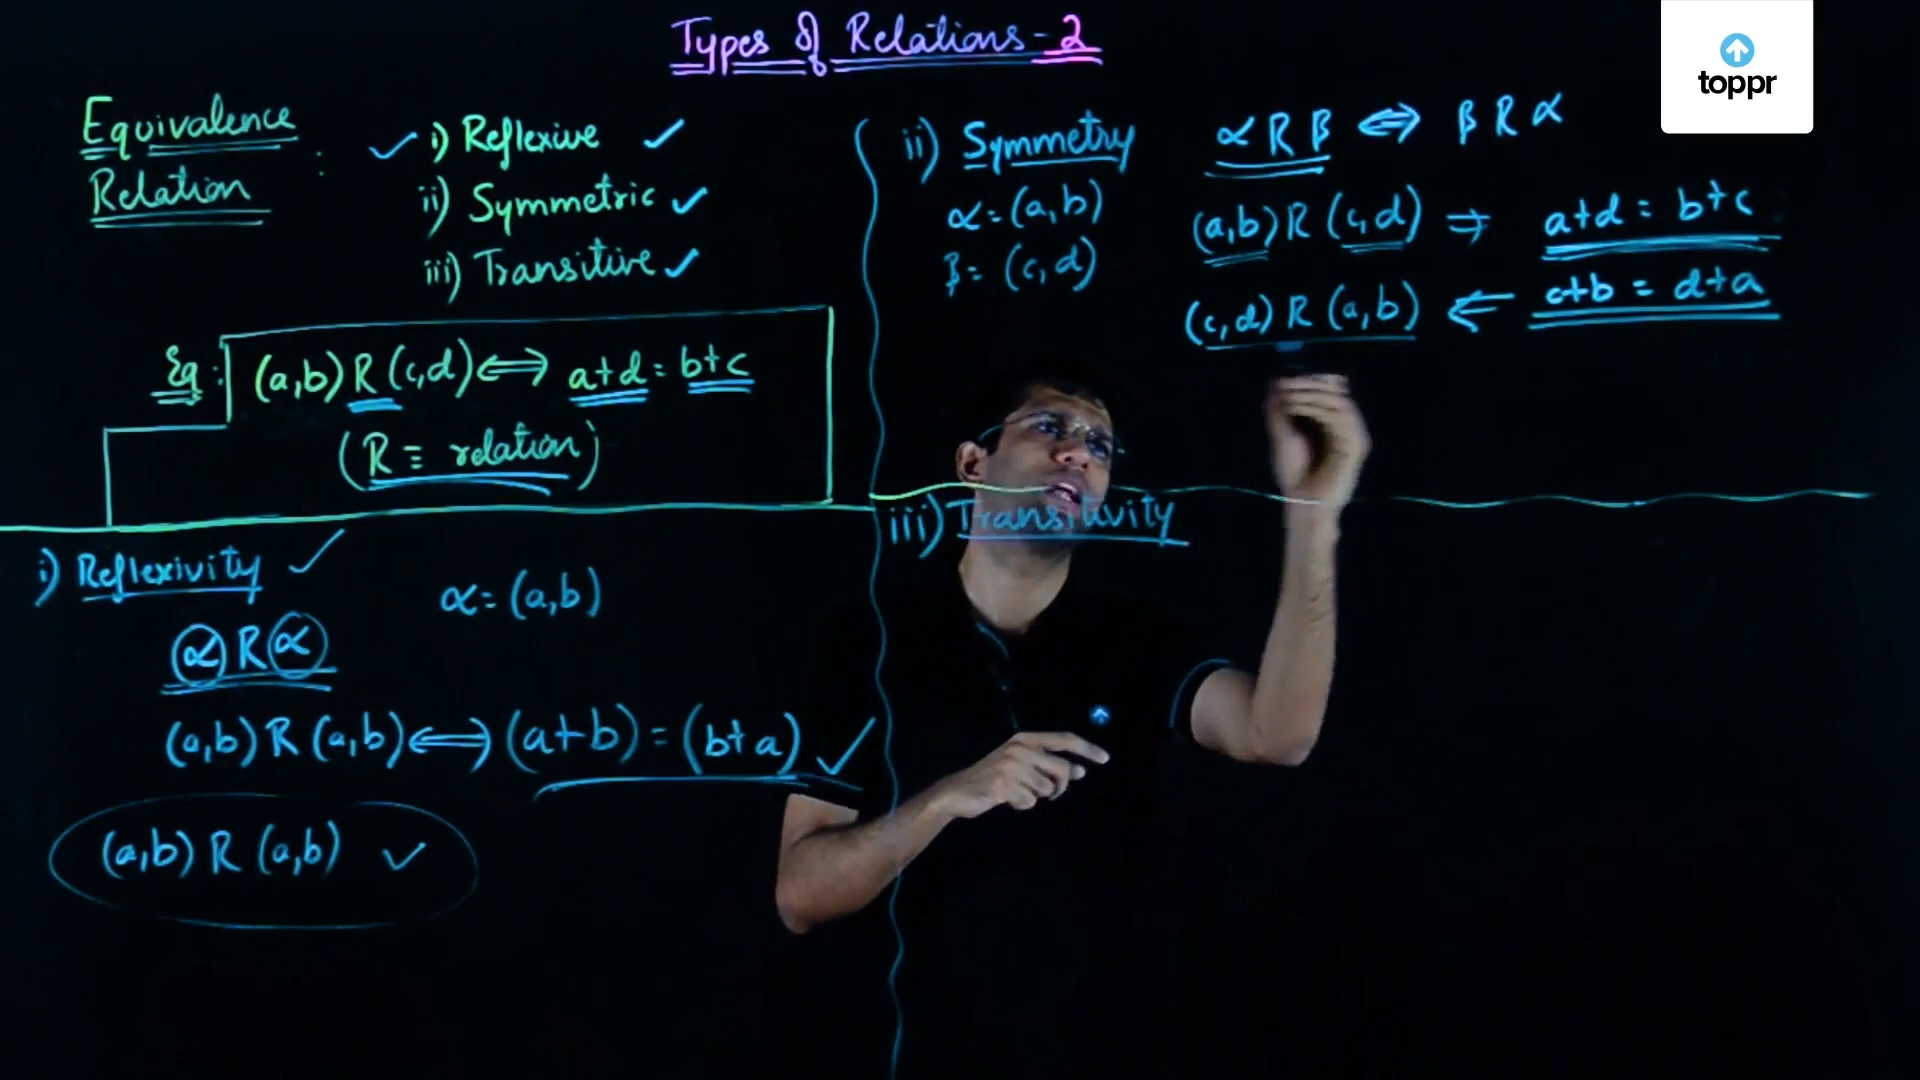 Types of Relations - 2
toppr
Equivalence Relation :
✓ i) Reflexive ✓
ii) Symmetric ✓
iii) Transitive ✓
Eg: (a,b) R (c,d) ⟺ a+d = b+c
(R ≡ relation)
i) Reflexivity ✓
α = (a,b)
α R α
(a,b) R (a,b) ⟺ (a+b) = (b+a) ✓
(a,b) R (a,b) ✓
ii) Symmetry
α R β ⟺ β R α
α = (a,b)
β = (c,d)
(a,b) R (c,d) ⇒ a+d = b+c
(c,d) R (a,b) ⇐ c+b = d+a
iii) Transitivity